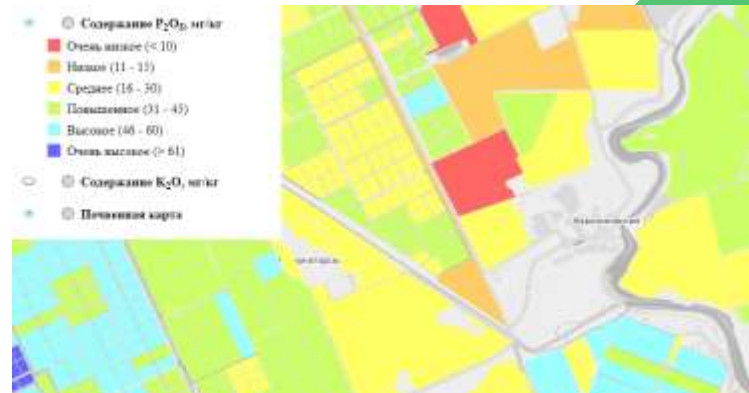 Содержание P₂O₅, мг/кг
Очень низкое (< 10)
Низкое (11 - 15)
Среднее (16 - 30)
Повышенное (31 - 45)
Высокое (46 - 60)
Очень высокое (> 61)
Содержание K₂O, мг/кг
Почвенная карта